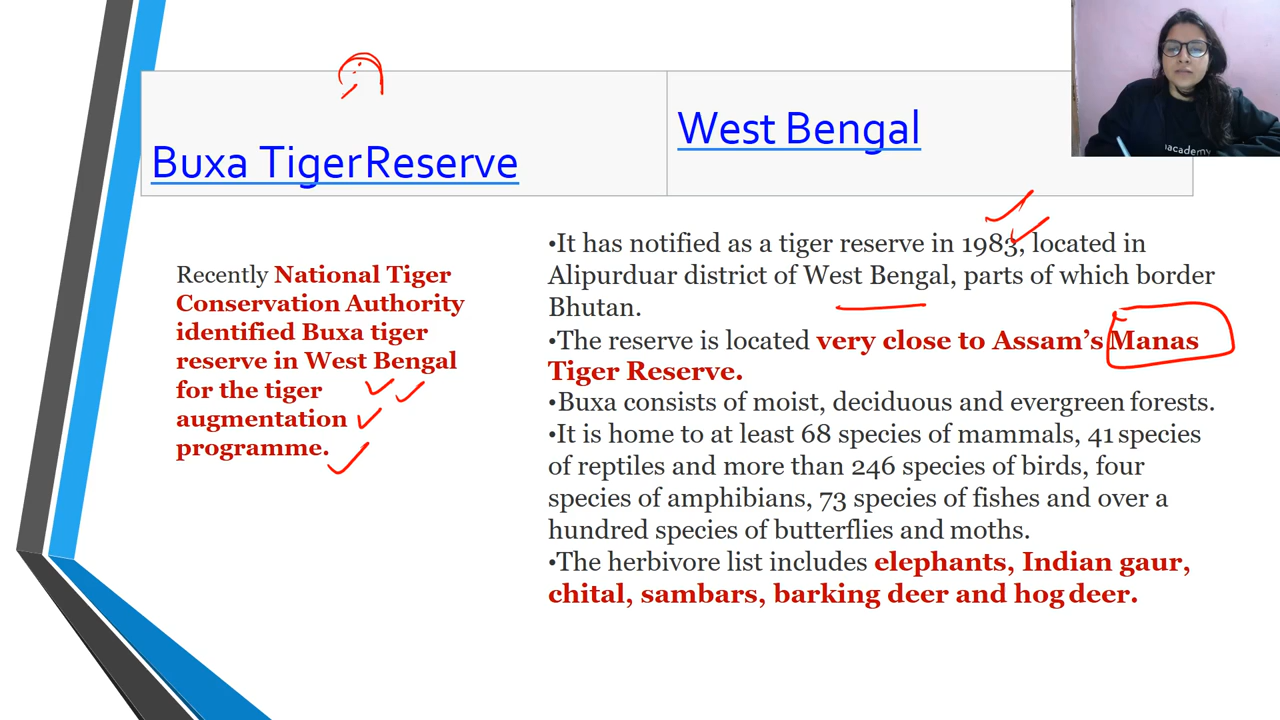 Buxa Tiger Reserve
West Bengal
Recently National Tiger
Conservation Authority
identified Buxa tiger
reserve in West Bengal
for the tiger
augmentation
programme.
•It has notified as a tiger reserve in 1983, located in
Alipurduar district of West Bengal, parts of which border
Bhutan.
•The reserve is located very close to Assam’s Manas
Tiger Reserve.
•Buxa consists of moist, deciduous and evergreen forests.
•It is home to at least 68 species of mammals, 41 species
of reptiles and more than 246 species of birds, four
species of amphibians, 73 species of fishes and over a
hundred species of butterflies and moths.
•The herbivore list includes elephants, Indian gaur,
chital, sambars, barking deer and hog deer.